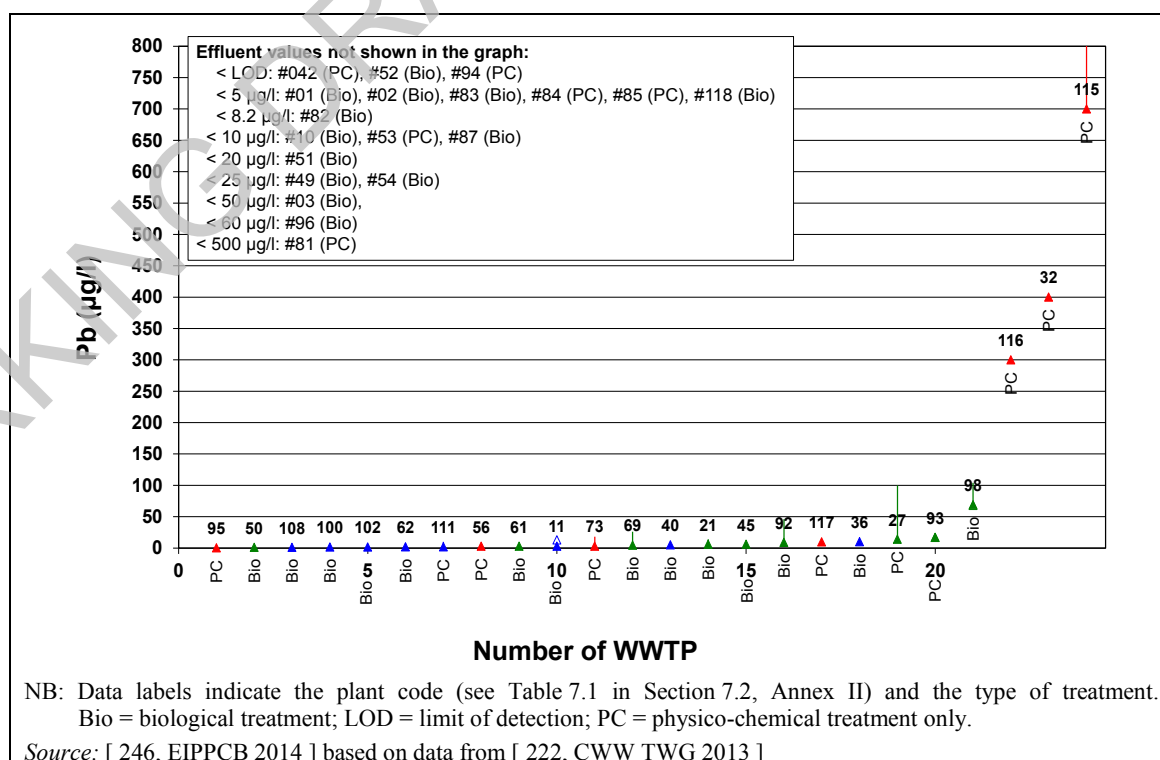 800
750
700
650
600
550
500
450
400
350
300
250
200
150
100
50
0
Pb (µg/l)
Effluent values not shown in the graph:
< LOD: #042 (PC), #52 (Bio), #94 (PC)
< 5 µg/l: #01 (Bio), #02 (Bio), #83 (Bio), #84 (PC), #85 (PC), #118 (Bio)
< 8.2 µg/l: #82 (Bio)
< 10 µg/l: #10 (Bio), #53 (PC), #87 (Bio)
< 20 µg/l: #51 (Bio)
< 25 µg/l: #49 (Bio), #54 (Bio)
< 50 µg/l: #03 (Bio),
< 60 µg/l: #96 (Bio)
< 500 µg/l: #81 (PC)
115
PC
32
PC
116
PC
98
Bio
95 50 108 100 102 62 111 56 61 11 73 69 40 21 45 92 117 36 27 93
PC Bio Bio Bio Bio Bio PC PC Bio Bio PC Bio Bio Bio Bio Bio PC Bio PC PC
0 5 10 15 20
Number of WWTP
NB: Data labels indicate the plant code (see Table 7.1 in Section 7.2, Annex II) and the type of treatment.
Bio = biological treatment; LOD = limit of detection; PC = physico-chemical treatment only.
Source: [ 246, EIPPCB 2014 ] based on data from [ 222, CWW TWG 2013 ]